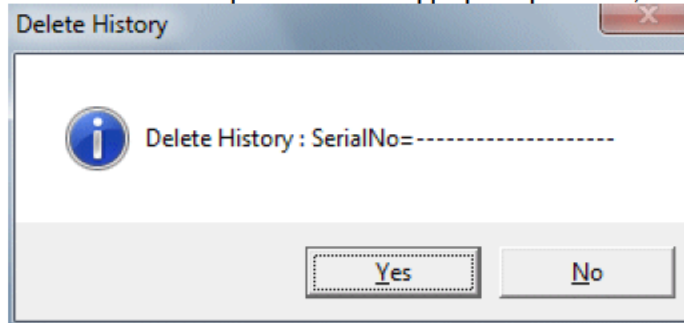 Delete History
Delete History : SerialNo=--------------------
Yes
No